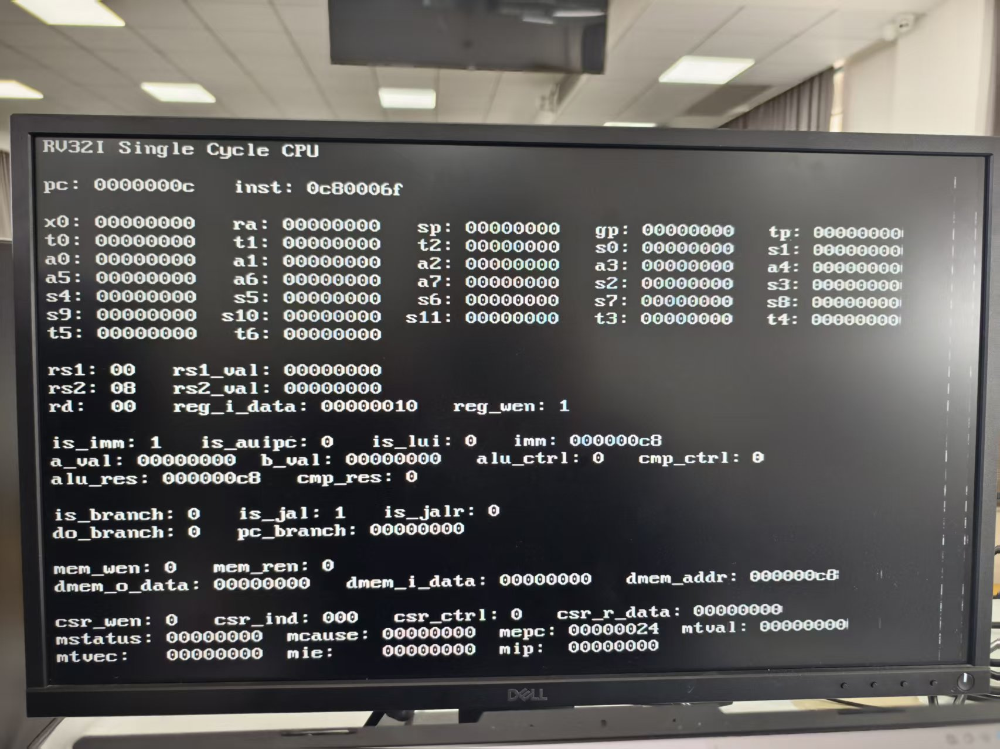 RV32I Single Cycle CPU
pc: 0000000c inst: 0c80006f
x0: 00000000 ra: 00000000 sp: 00000000 gp: 00000000 tp: 00000000
t0: 00000000 t1: 00000000 t2: 00000000 s0: 00000000 s1: 00000000
a0: 00000000 a1: 00000000 a2: 00000000 a3: 00000000 a4: 00000000
a5: 00000000 a6: 00000000 a7: 00000000 s2: 00000000 s3: 00000000
s4: 00000000 s5: 00000000 s6: 00000000 s7: 00000000 s8: 00000000
s9: 00000000 s10: 00000000 s11: 00000000 t3: 00000000 t4: 00000000
t5: 00000000 t6: 00000000
rs1: 00 rs1_val: 00000000
rs2: 08 rs2_val: 00000000
rd: 00 reg_i_data: 00000010 reg_wen: 1
is_imm: 1 is_auipc: 0 is_lui: 0 imm: 000000c8
a_val: 00000000 b_val: 00000000 alu_ctrl: 0 cmp_ctrl: 0
alu_res: 000000c8 cmp_res: 0
is_branch: 0 is_jal: 1 is_jalr: 0
do_branch: 0 pc_branch: 00000000
mem_wen: 0 mem_ren: 0
dmem_o_data: 00000000 dmem_i_data: 00000000 dmem_addr: 000000c8
csr_wen: 0 csr_ind: 000 csr_ctrl: 0 csr_r_data: 00000000
mstatus: 00000000 mcause: 00000000 mepc: 00000024 mtval: 00000000
mtvec: 00000000 mie: 00000000 mip: 00000000
DELL